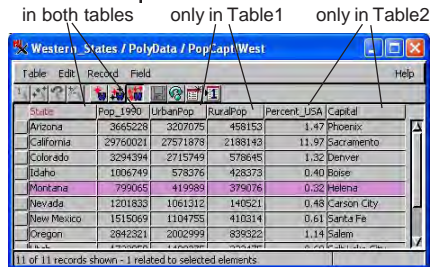 in both tables only in Table1 only in Table2
Western_States / PolyData / PopCaptlWest
Table Edit Record Field Help
State Pop_1990 UrbanPop RuralPop Percent_USA Capital
Arizona 3665228 3207075 458153 1.47 Phoenix
California 29760021 27571878 2188143 11.97 Sacramento
Colorado 3294394 2715749 578645 1.32 Denver
Idaho 1006749 578376 428373 0.40 Boise
Montana 799065 419989 379076 0.32 Helena
Nevada 1201833 1061312 140521 0.48 Carson City
New Mexico 1515069 1104755 410314 0.61 Santa Fe
Oregon 2842321 2002999 839322 1.14 Salem
11 of 11 records shown - 1 related to selected elements